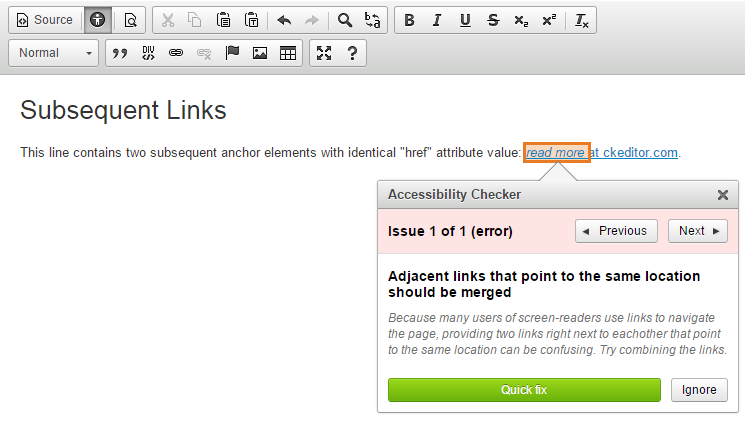 Source
B I U S x₂ x² Tx
Normal DIV ?
Subsequent Links
This line contains two subsequent anchor elements with identical "href" attribute value: read more at ckeditor.com.
Accessibility Checker
Issue 1 of 1 (error) Previous Next
Adjacent links that point to the same location
should be merged
Because many users of screen-readers use links to navigate
the page, providing two links right next to eachother that point
to the same location can be confusing. Try combining the links.
Quick fix Ignore